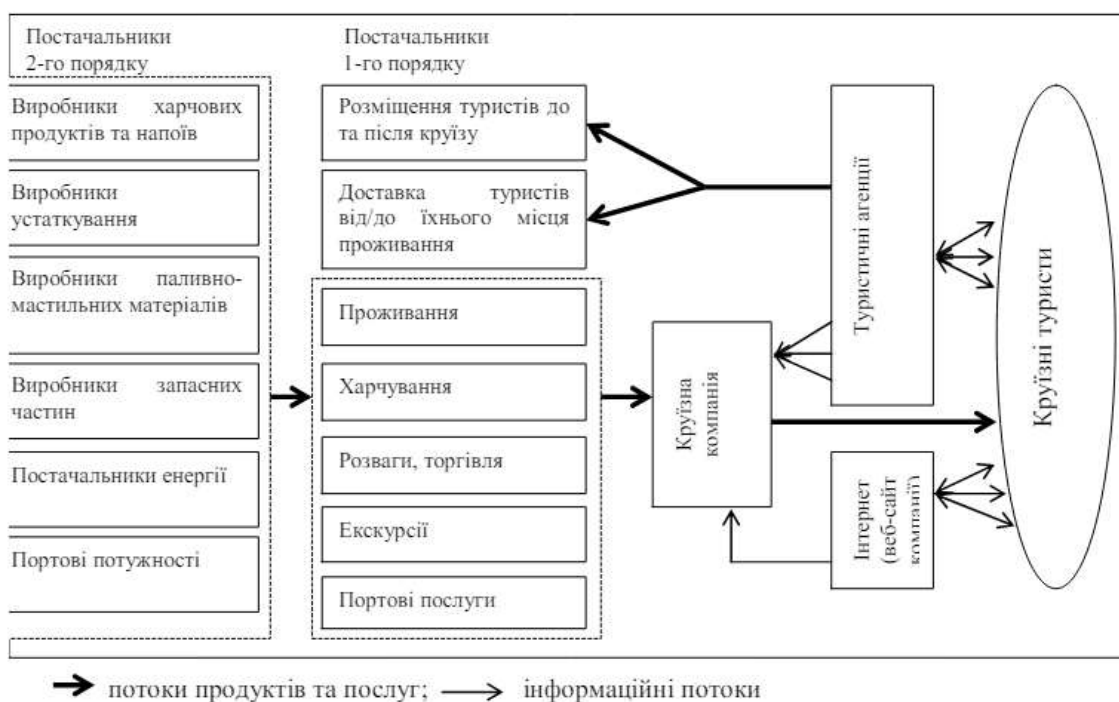 Постачальники
2-го порядку
Виробники харчових
продуктів та напоїв
Виробники
устаткування
Виробники паливно-
мастильних матеріалів
Виробники запасних
частин
Постачальники енергії
Портові потужності
Постачальники
1-го порядку
Розміщення туристів до
та після круїзу
Доставка туристів
від/до їхнього місця
проживання
Проживання
Харчування
Розваги, торгівля
Екскурсії
Портові послуги
Круїзна
компанія
Туристичні агенції
Інтернет
(веб-сайт
компанії)
Круїзні туристи
потоки продуктів та послуг; інформаційні потоки